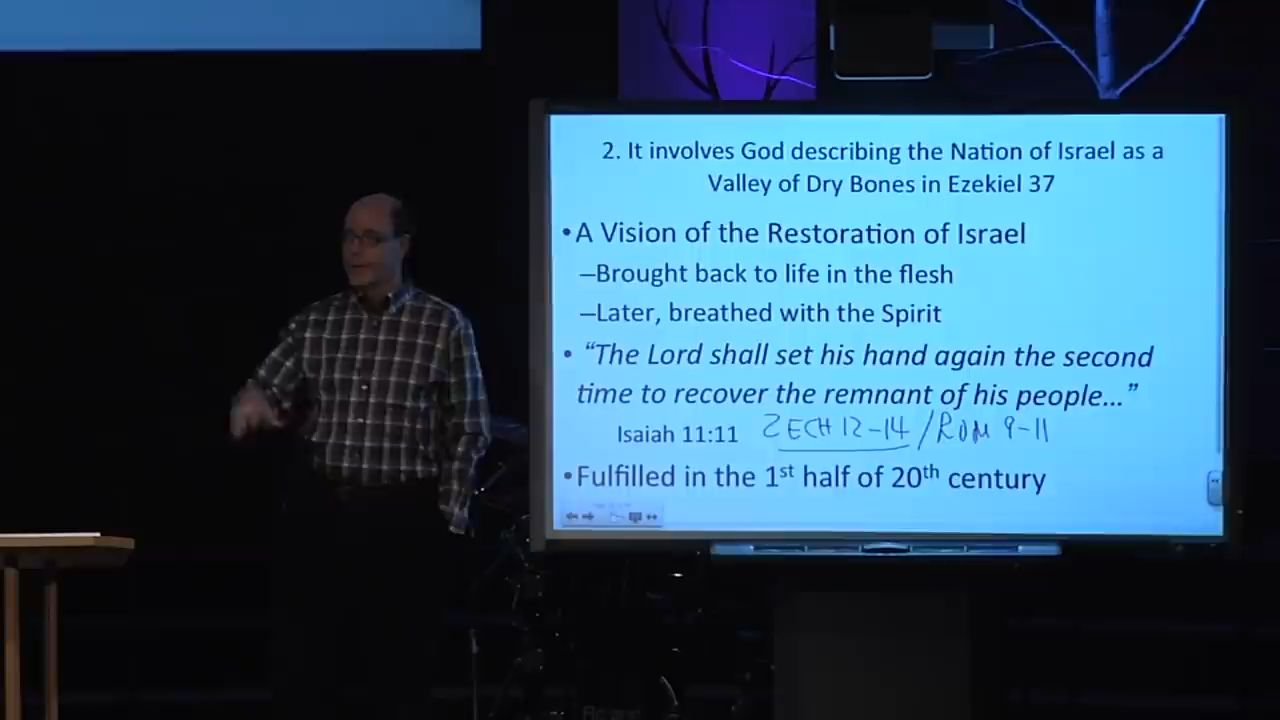 2. It involves God describing the Nation of Israel as a
Valley of Dry Bones in Ezekiel 37
•A Vision of the Restoration of Israel
–Brought back to life in the flesh
–Later, breathed with the Spirit
• “The Lord shall set his hand again the second
time to recover the remnant of his people...”
Isaiah 11:11 ZECH 12-14 / ROM 9-11
•Fulfilled in the 1st half of 20th century